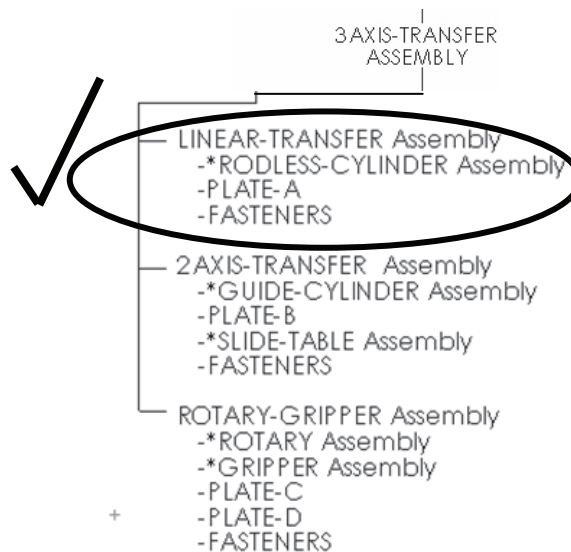 3AXIS-TRANSFER
ASSEMBLY
LINEAR-TRANSFER Assembly
-*RODLESS-CYLINDER Assembly
-PLATE-A
-FASTENERS
2AXIS-TRANSFER Assembly
-*GUIDE-CYLINDER Assembly
-PLATE-B
-*SLIDE-TABLE Assembly
-FASTENERS
ROTARY-GRIPPER Assembly
-*ROTARY Assembly
-*GRIPPER Assembly
-PLATE-C
-PLATE-D
-FASTENERS